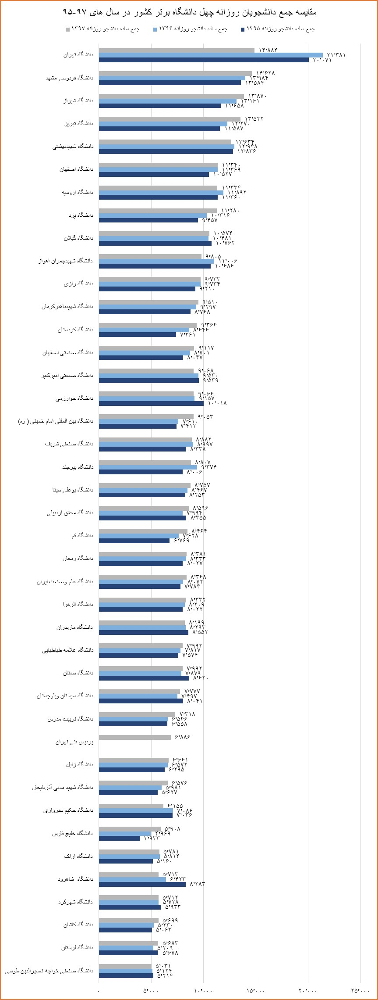 مقایسه جمع دانشجویان روزانه چهل دانشگاه برتر کشور در سال های ۹۷-۹۵
جمع ساده دانشجو روزانه ۱۳۹۵ جمع ساده دانشجو روزانه ۱۳۹۶ جمع ساده دانشجو روزانه ۱۳۹۷
دانشگاه تهران
۱۴٬۸۸۴
۲۱٬۳۸۱
۲۰٬۰۷۱
دانشگاه فردوسی مشهد
۱۴٬۶۲۸
۱۳٬۹۸۴
۱۳٬۵۸۴
دانشگاه شیراز
۱۳٬۸۷۰
۱۳٬۱۶۱
۱۱٬۶۵۸
دانشگاه تبریز
۱۳٬۵۲۲
۱۲٬۲۷۰
۱۱٬۵۸۷
دانشگاه شهیدبهشتی
۱۲٬۶۳۴
۱۲٬۹۴۸
۱۲٬۸۳۶
دانشگاه اصفهان
۱۱٬۳۴۰
۱۱٬۳۶۹
۱۰٬۵۲۷
دانشگاه ارومیه
۱۱٬۳۳۴
۱۱٬۸۹۲
۱۱٬۳۶۰
دانشگاه یزد
۱۱٬۲۸۰
۱۰٬۳۱۶
۹٬۴۵۷
دانشگاه گیلان
۱۰٬۵۷۴
۱۰٬۴۸۱
۱۰٬۷۶۲
دانشگاه شهیدچمران اهواز
۹٬۸۰۵
۱۱٬۰۰۶
۱۰٬۶۸۶
دانشگاه رازی
۹٬۷۳۳
۹٬۷۳۴
۹٬۲۱۰
دانشگاه شهیدباهنرکرمان
۹٬۵۱۰
۹٬۲۹۷
۸٬۷۶۸
دانشگاه کردستان
۹٬۳۶۶
۸٬۶۴۶
۷٬۳۶۱
دانشگاه صنعتی اصفهان
۹٬۱۱۷
۸٬۷۰۱
۸٬۰۴۷
دانشگاه صنعتی امیرکبیر
۹٬۰۶۸
۹٬۵۳۰
۹٬۵۳۹
دانشگاه خوارزمی
۹٬۰۶۶
۹٬۱۵۷
۱۰٬۰۱۸
دانشگاه بین المللی امام خمینی ( ره)
۹٬۰۵۳
۷٬۶۱۰
۷٬۴۱۲
دانشگاه صنعتی شریف
۸٬۸۸۲
۸٬۹۹۷
۸٬۳۳۸
دانشگاه بیرجند
۸٬۸۰۷
۹٬۳۷۴
۸٬۰۰۶
دانشگاه بوعلی سینا
۸٬۷۵۷
۸٬۴۶۷
۸٬۲۵۳
دانشگاه محقق اردبیلی
۸٬۵۹۶
۷٬۹۹۴
۸٬۳۵۵
دانشگاه قم
۸٬۴۶۴
۷٬۶۲۸
۶٬۷۶۹
دانشگاه زنجان
۸٬۳۸۱
۸٬۳۳۳
۸٬۰۲۷
دانشگاه علم وصنعت ایران
۸٬۳۶۸
۸٬۰۷۲
۷٬۷۸۴
دانشگاه الزهرا
۸٬۳۳۲
۸٬۲۰۹
۸٬۰۲۲
دانشگاه مازندران
۸٬۱۹۹
۸٬۲۹۳
۸٬۵۵۲
دانشگاه علامه طباطبایی
۷٬۹۹۲
۷٬۸۱۷
۷٬۵۷۴
دانشگاه سمنان
۷٬۹۹۲
۷٬۸۷۹
۸٬۶۲۰
دانشگاه سیستان وبلوچستان
۷٬۷۷۷
۷٬۴۹۷
۸٬۰۴۱
دانشگاه تربیت مدرس
۷٬۳۱۸
۶٬۵۶۶
۶٬۵۵۸
پردیس فنی تهران
۶٬۸۸۶
دانشگاه زابل
۶٬۶۶۱
۶٬۵۷۲
۶٬۲۹۵
دانشگاه شهید مدنی آذربایجان
۶٬۵۷۶
۵٬۹۸۱
۵٬۶۲۷
دانشگاه حکیم سبزواری
۶٬۱۵۵
۷٬۰۸۶
۷٬۰۳۶
دانشگاه خلیج فارس
۵٬۹۰۸
۴٬۹۶۹
۳٬۹۳۳
دانشگاه اراک
۵٬۷۸۱
۵٬۸۱۴
۵٬۱۶۰
دانشگاه شاهرود
۵٬۷۱۳
۶٬۴۲۳
۸٬۲۸۳
دانشگاه شهرکرد
۵٬۷۱۲
۵٬۷۲۸
۵٬۹۳۳
دانشگاه کاشان
۵٬۶۹۹
۵٬۲۳۰
۵٬۰۶۳
دانشگاه لرستان
۵٬۶۸۳
۵٬۲۰۹
۵٬۶۷۸
دانشگاه صنعتی خواجه نصیرالدین طوسی
۵٬۰۳۱
۵٬۱۲۴
۵٬۲۱۴
۰ ۵٬۰۰۰ ۱۰٬۰۰۰ ۱۵٬۰۰۰ ۲۰٬۰۰۰ ۲۵٬۰۰۰